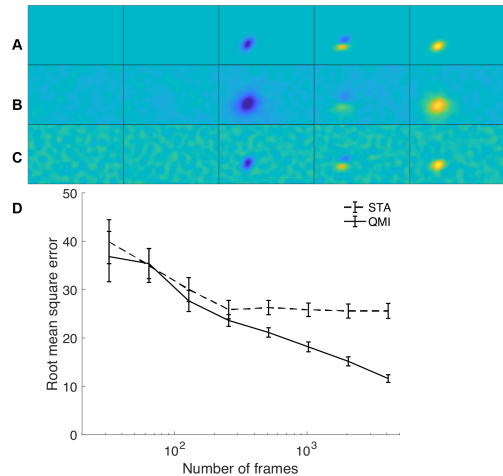 A
B
C
D
50
40
30
20
10
0
Root mean square error
STA
QMI
10^2
10^3
Number of frames